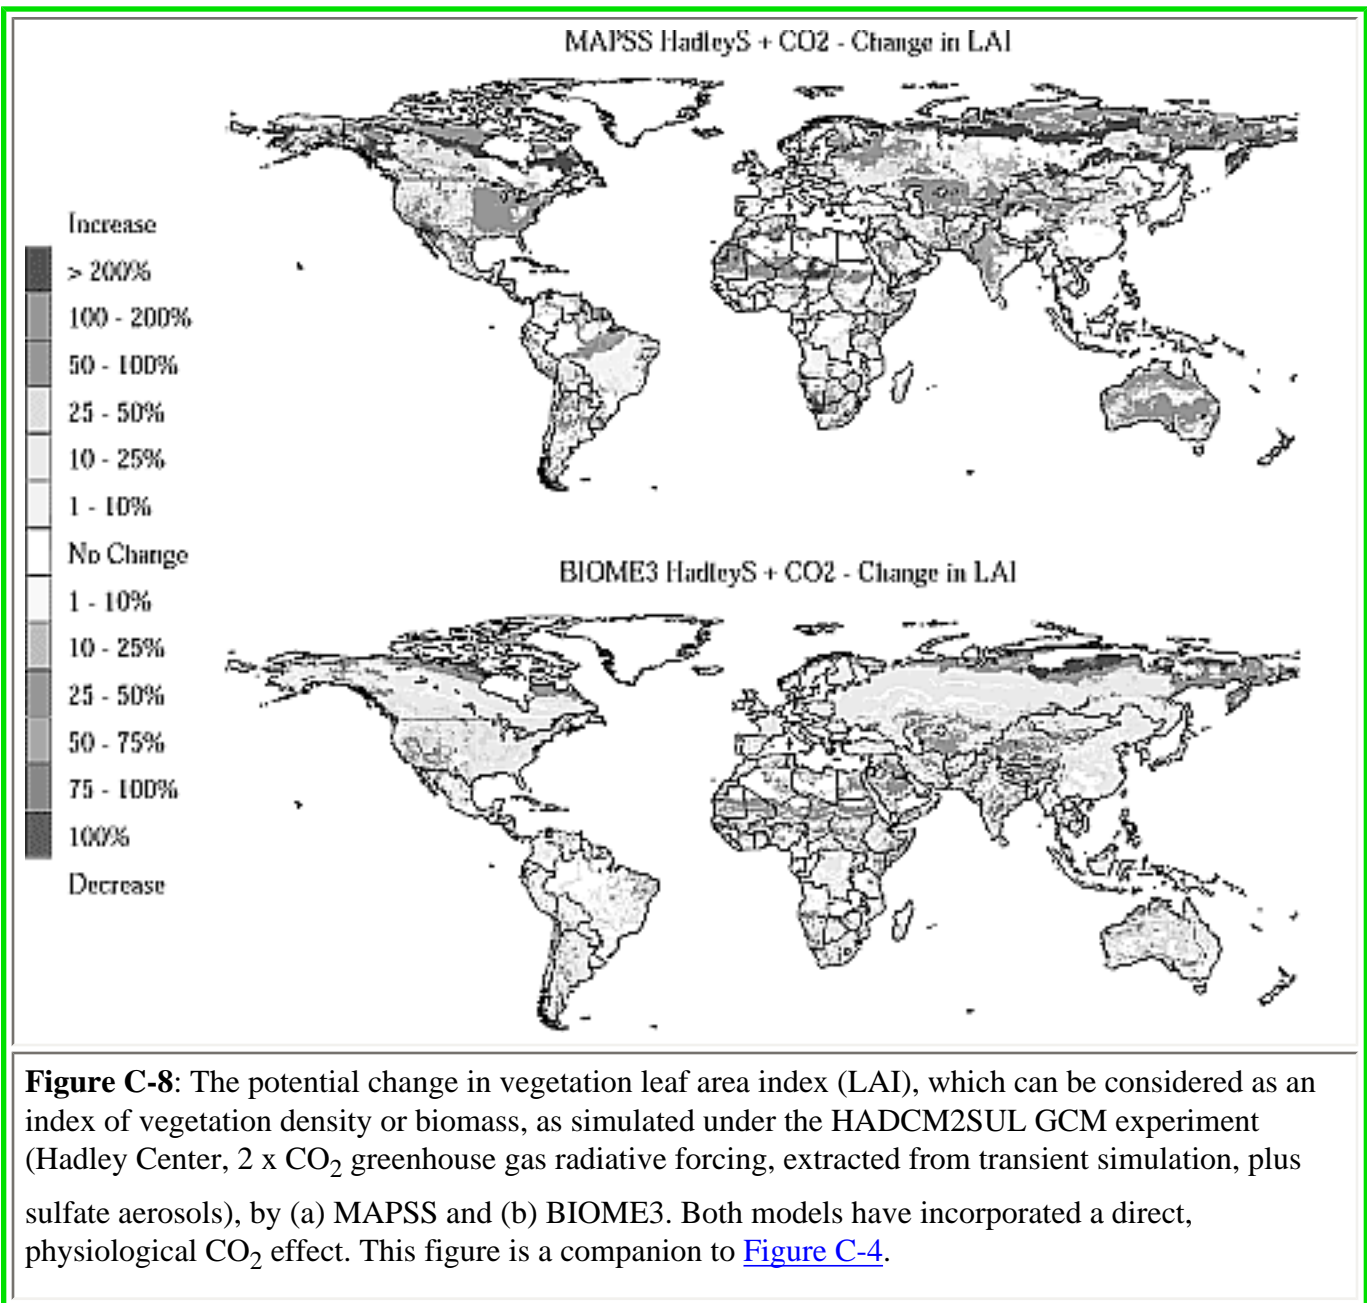 MAPSS HadleyS + CO2 - Change in LAI
Increase
> 200%
100 - 200%
50 - 100%
25 - 50%
10 - 25%
1 - 10%
No Change
1 - 10%
10 - 25%
25 - 50%
50 - 75%
75 - 100%
100%
Decrease
BIOME3 HadleyS + CO2 - Change in LAI
Figure C-8: The potential change in vegetation leaf area index (LAI), which can be considered as an
index of vegetation density or biomass, as simulated under the HADCM2SUL GCM experiment
(Hadley Center, 2 x CO2 greenhouse gas radiative forcing, extracted from transient simulation, plus
sulfate aerosols), by (a) MAPSS and (b) BIOME3. Both models have incorporated a direct,
physiological CO2 effect. This figure is a companion to Figure C-4.